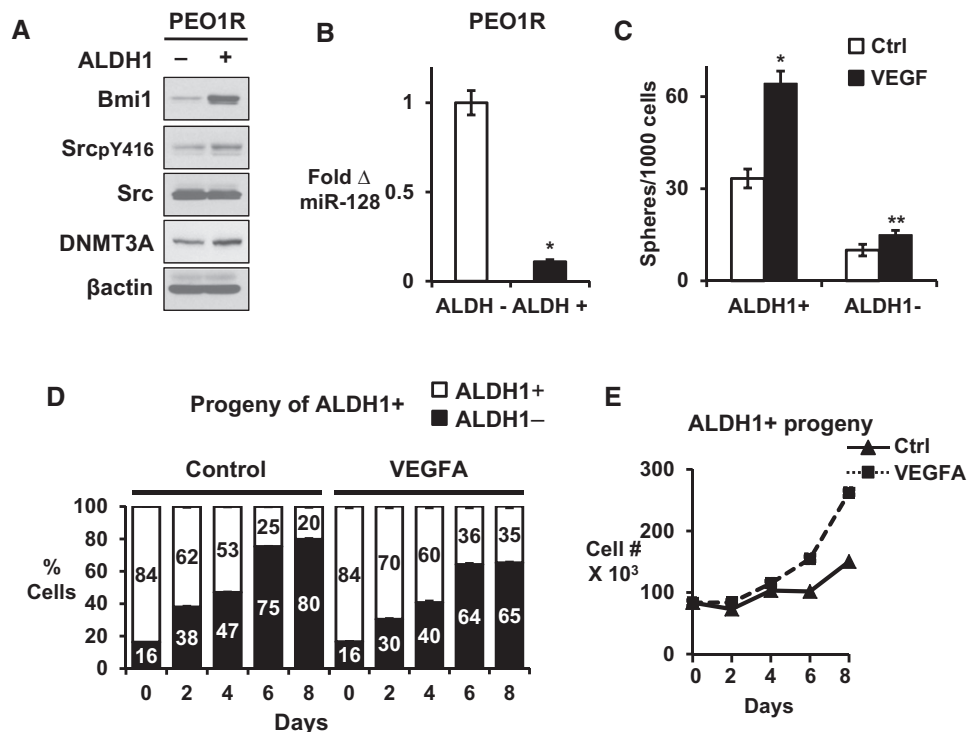 A
PEO1R
ALDH1 – +
Bmi1
SrcpY416
Src
DNMT3A
βactin
B
PEO1R
Fold Δ
miR-128
1
0.5
0
*
ALDH - ALDH +
C
Ctrl
VEGF
Spheres/1000 cells
60
30
0
*
**
ALDH1+ ALDH1-
D
Progeny of ALDH1+
ALDH1+
ALDH1–
Control VEGFA
%
Cells
100
80
60
40
20
0
84 62 53 25 20 84 70 60 36 35
16 38 47 75 80 16 30 40 64 65
0 2 4 6 8 0 2 4 6 8
Days
E
ALDH1+ progeny
Ctrl
VEGFA
Cell #
X 10³
300
200
100
0
0 2 4 6 8
Days